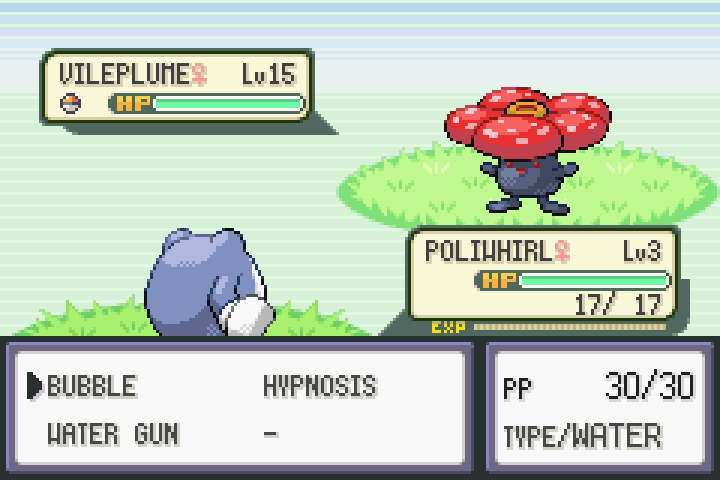 VILEPLUME♀ Lv15
HP
POLIWHIRL♀ Lv3
HP
17/ 17
EXP
BUBBLE HYPNOSIS
WATER GUN -
PP 30/30
TYPE/WATER